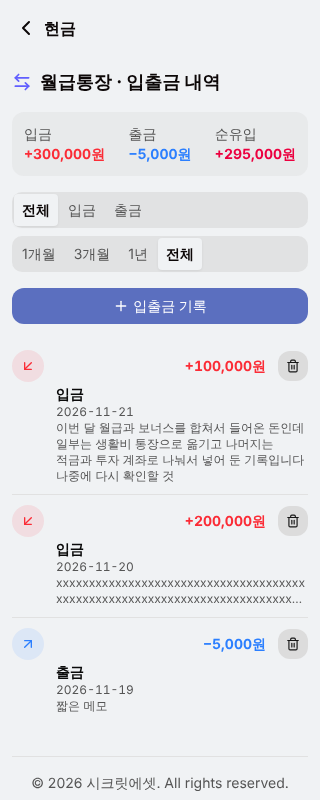 현금
월급통장 · 입출금 내역
입금 출금 순유입
+300,000원 −5,000원 +295,000원
전체 입금 출금
1개월 3개월 1년 전체
+ 입출금 기록
+100,000원
입금
2026-11-21
이번 달 월급과 보너스를 합쳐서 들어온 돈인데
일부는 생활비 통장으로 옮기고 나머지는
적금과 투자 계좌로 나눠서 넣어 둔 기록입니다
나중에 다시 확인할 것
+200,000원
입금
2026-11-20
xxxxxxxxxxxxxxxxxxxxxxxxxxxxxxxxxxxxxx
xxxxxxxxxxxxxxxxxxxxxxxxxxxxxxxxxxxx...
−5,000원
출금
2026-11-19
짧은 메모
© 2026 시크릿에셋. All rights reserved.